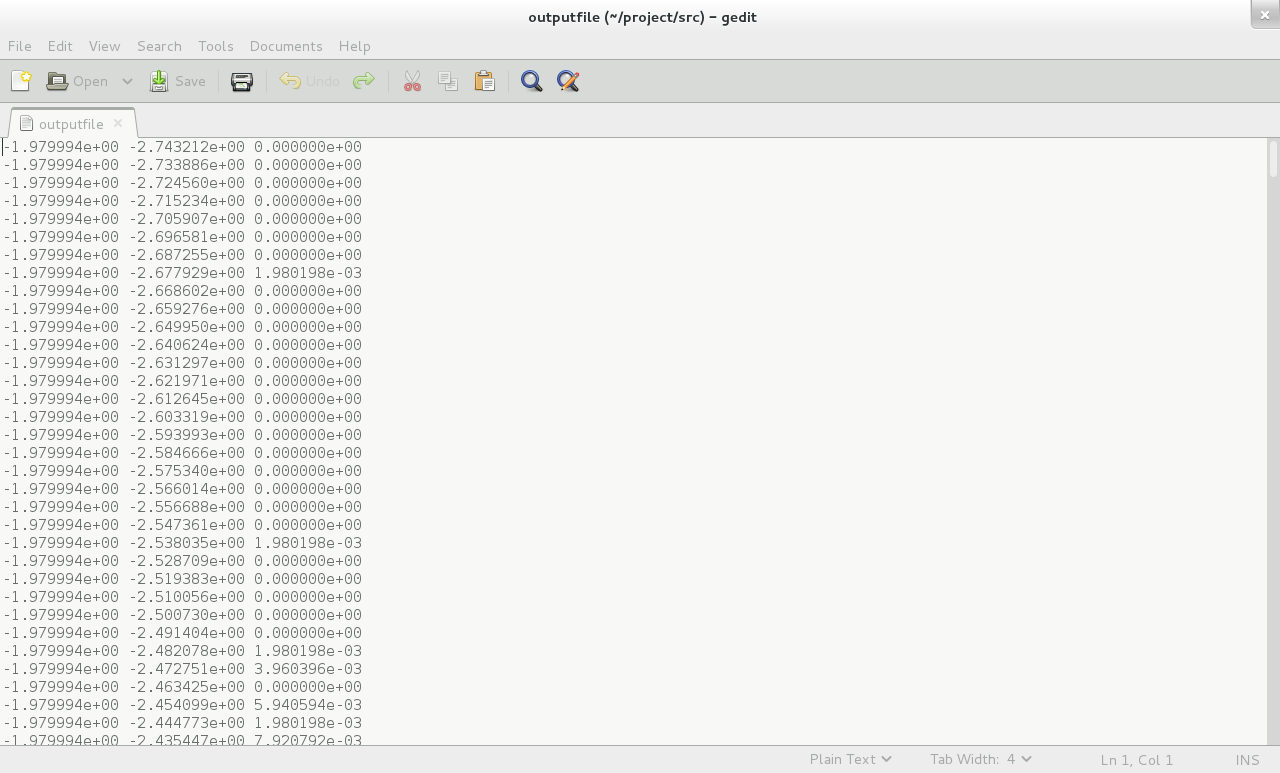 outputfile (~/project/src) – gedit
File Edit View Search Tools Documents Help
Open Save Undo
outputfile
-1.979994e+00 -2.743212e+00 0.000000e+00
-1.979994e+00 -2.733886e+00 0.000000e+00
-1.979994e+00 -2.724560e+00 0.000000e+00
-1.979994e+00 -2.715234e+00 0.000000e+00
-1.979994e+00 -2.705907e+00 0.000000e+00
-1.979994e+00 -2.696581e+00 0.000000e+00
-1.979994e+00 -2.687255e+00 0.000000e+00
-1.979994e+00 -2.677929e+00 1.980198e-03
-1.979994e+00 -2.668602e+00 0.000000e+00
-1.979994e+00 -2.659276e+00 0.000000e+00
-1.979994e+00 -2.649950e+00 0.000000e+00
-1.979994e+00 -2.640624e+00 0.000000e+00
-1.979994e+00 -2.631297e+00 0.000000e+00
-1.979994e+00 -2.621971e+00 0.000000e+00
-1.979994e+00 -2.612645e+00 0.000000e+00
-1.979994e+00 -2.603319e+00 0.000000e+00
-1.979994e+00 -2.593993e+00 0.000000e+00
-1.979994e+00 -2.584666e+00 0.000000e+00
-1.979994e+00 -2.575340e+00 0.000000e+00
-1.979994e+00 -2.566014e+00 0.000000e+00
-1.979994e+00 -2.556688e+00 0.000000e+00
-1.979994e+00 -2.547361e+00 0.000000e+00
-1.979994e+00 -2.538035e+00 1.980198e-03
-1.979994e+00 -2.528709e+00 0.000000e+00
-1.979994e+00 -2.519383e+00 0.000000e+00
-1.979994e+00 -2.510056e+00 0.000000e+00
-1.979994e+00 -2.500730e+00 0.000000e+00
-1.979994e+00 -2.491404e+00 0.000000e+00
-1.979994e+00 -2.482078e+00 1.980198e-03
-1.979994e+00 -2.472751e+00 3.960396e-03
-1.979994e+00 -2.463425e+00 0.000000e+00
-1.979994e+00 -2.454099e+00 5.940594e-03
-1.979994e+00 -2.444773e+00 1.980198e-03
-1.979994e+00 -2.435447e+00 7.920792e-03
Plain Text Tab Width: 4 Ln 1, Col 1 INS